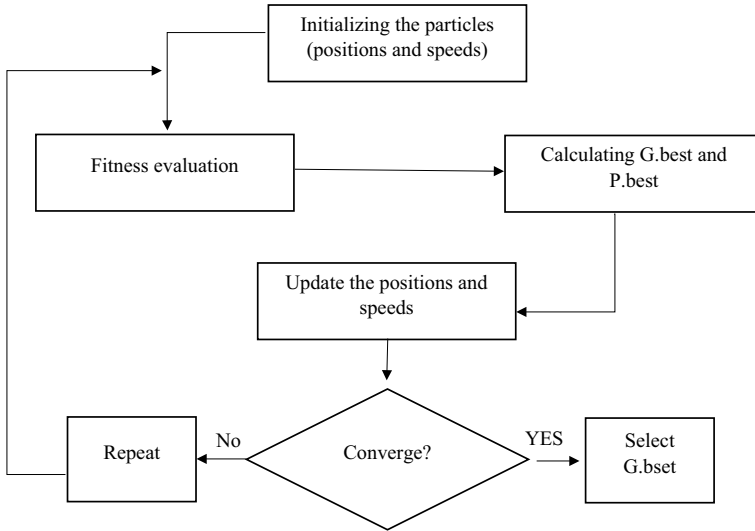 Initializing the particles
(positions and speeds)
Fitness evaluation
Calculating G.best and
P.best
Update the positions and
speeds
Repeat
No
Converge?
YES
Select
G.bset